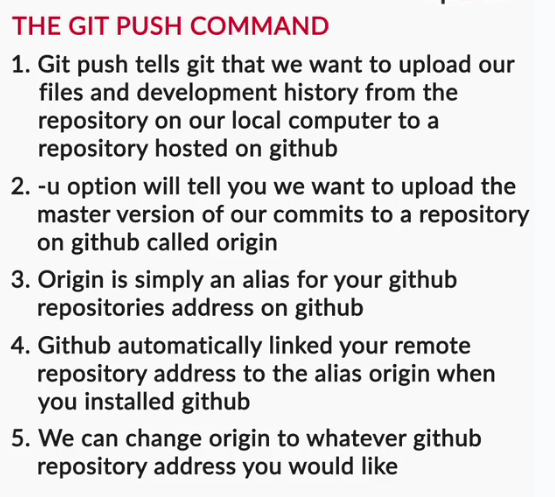 THE GIT PUSH COMMAND
1. Git push tells git that we want to upload our
files and development history from the
repository on our local computer to a
repository hosted on github
2. -u option will tell you we want to upload the
master version of our commits to a repository
on github called origin
3. Origin is simply an alias for your github
repositories address on github
4. Github automatically linked your remote
repository address to the alias origin when
you installed github
5. We can change origin to whatever github
repository address you would like